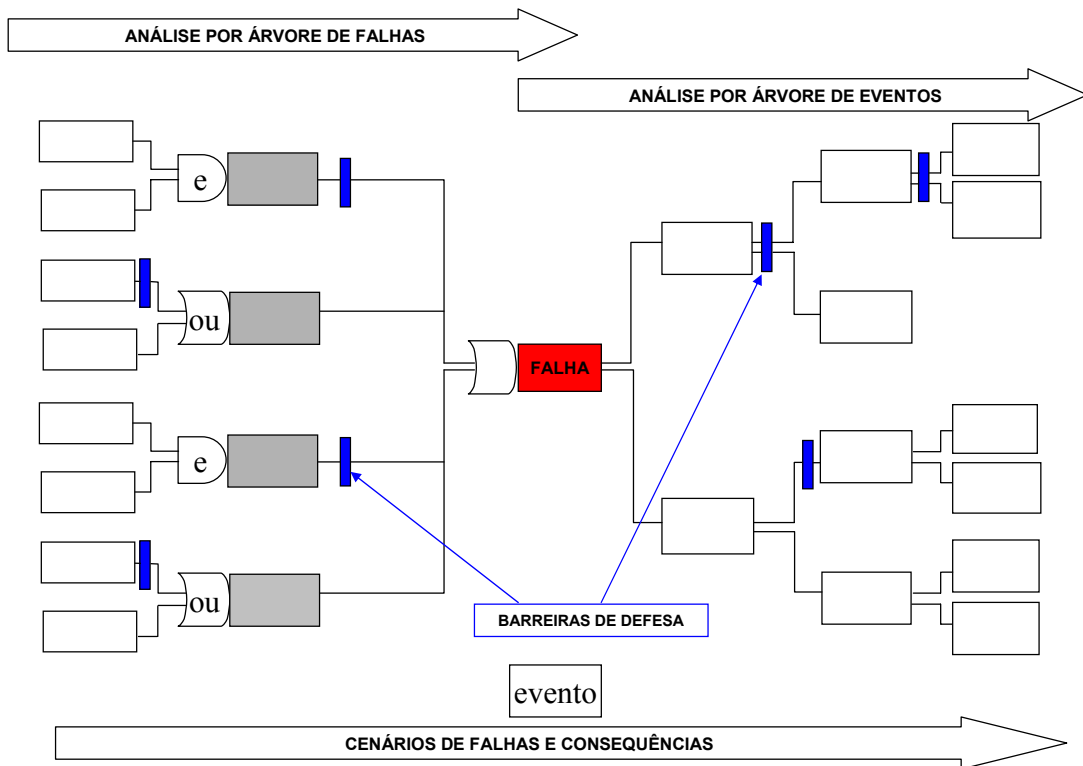 ANÁLISE POR ÁRVORE DE FALHAS
ANÁLISE POR ÁRVORE DE EVENTOS
e
ou
FALHA
e
ou
BARREIRAS DE DEFESA
evento
CENÁRIOS DE FALHAS E CONSEQUÊNCIAS